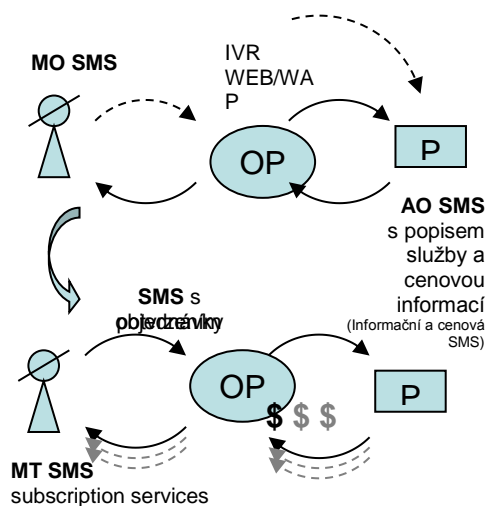 MO SMS
IVR
WEB/WA
P
OP
P
AO SMS
s popisem
služby a
cenovou
informací
(Informační a cenová
SMS)
SMS s
OP
P
$ $ $
MT SMS
subscription services